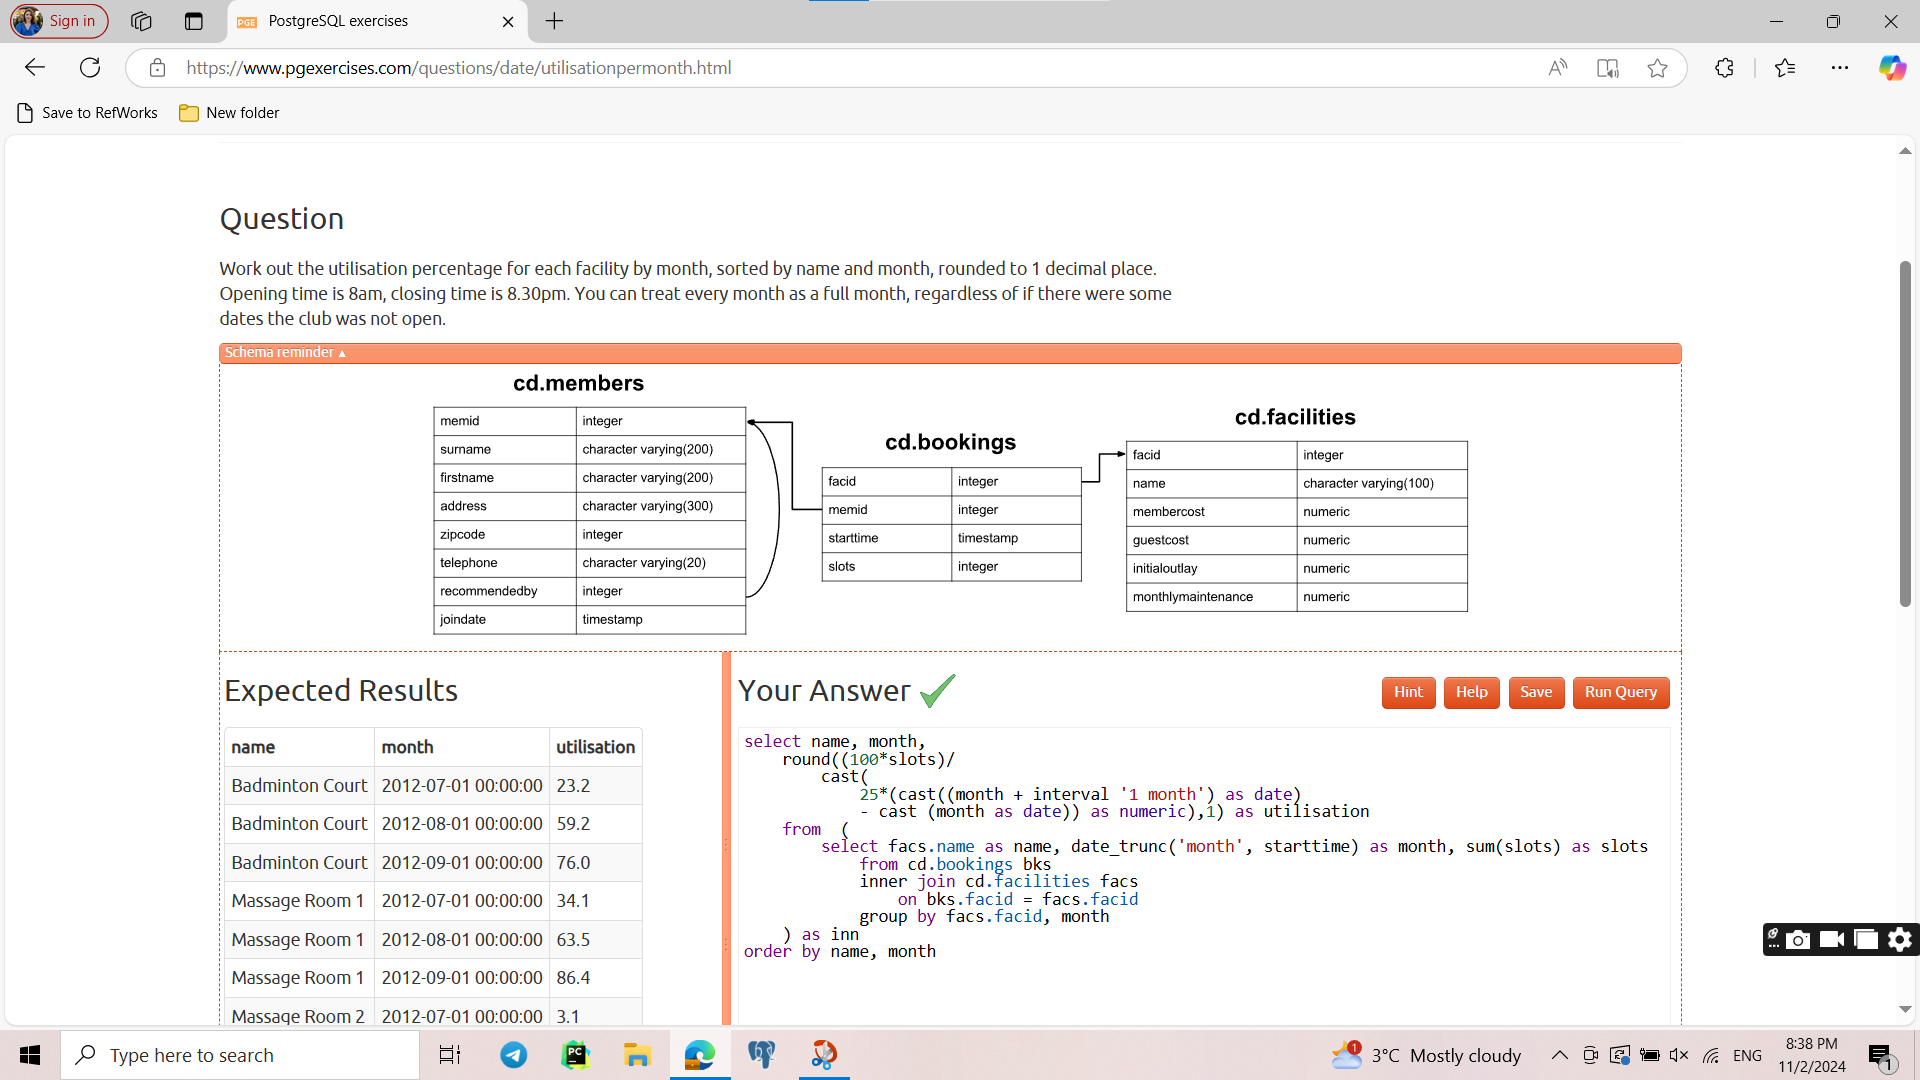 Sign in
PGE PostgreSQL exercises
https://www.pgexercises.com/questions/date/utilisationpermonth.html
Save to RefWorks New folder
Question
Work out the utilisation percentage for each facility by month, sorted by name and month, rounded to 1 decimal place.
Opening time is 8am, closing time is 8.30pm. You can treat every month as a full month, regardless of if there were some
dates the club was not open.
Schema reminder ▲
cd.members
memid integer
surname character varying(200)
firstname character varying(200)
address character varying(300)
zipcode integer
telephone character varying(20)
recommendedby integer
joindate timestamp
cd.bookings
facid integer
memid integer
starttime timestamp
slots integer
cd.facilities
facid integer
name character varying(100)
membercost numeric
guestcost numeric
initialoutlay numeric
monthlymaintenance numeric
Expected Results
name month utilisation
Badminton Court 2012-07-01 00:00:00 23.2
Badminton Court 2012-08-01 00:00:00 59.2
Badminton Court 2012-09-01 00:00:00 76.0
Massage Room 1 2012-07-01 00:00:00 34.1
Massage Room 1 2012-08-01 00:00:00 63.5
Massage Room 1 2012-09-01 00:00:00 86.4
Massage Room 2 2012-07-01 00:00:00 3.1
Your Answer
Hint Help Save Run Query
select name, month,
round((100*slots)/
cast(
25*(cast((month + interval '1 month') as date)
- cast (month as date)) as numeric),1) as utilisation
from (
select facs.name as name, date_trunc('month', starttime) as month, sum(slots) as slots
from cd.bookings bks
inner join cd.facilities facs
on bks.facid = facs.facid
group by facs.facid, month
) as inn
order by name, month
Type here to search
PC
1
3°C Mostly cloudy
ENG
8:38 PM
11/2/2024
1